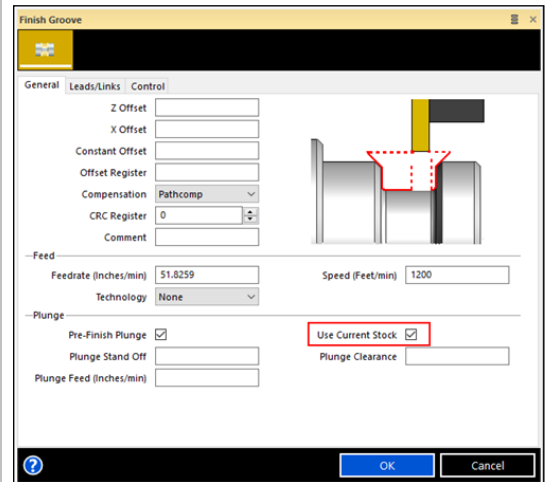 Finish Groove
General Leads/Links Control
Z Offset
X Offset
Constant Offset
Offset Register
Compensation Pathcomp
CRC Register 0
Comment
Feed
Feedrate (Inches/min) 51.8259 Speed (Feet/min) 1200
Technology None
Plunge
Pre-Finish Plunge Use Current Stock
Plunge Stand Off Plunge Clearance
Plunge Feed (Inches/min)
? OK Cancel